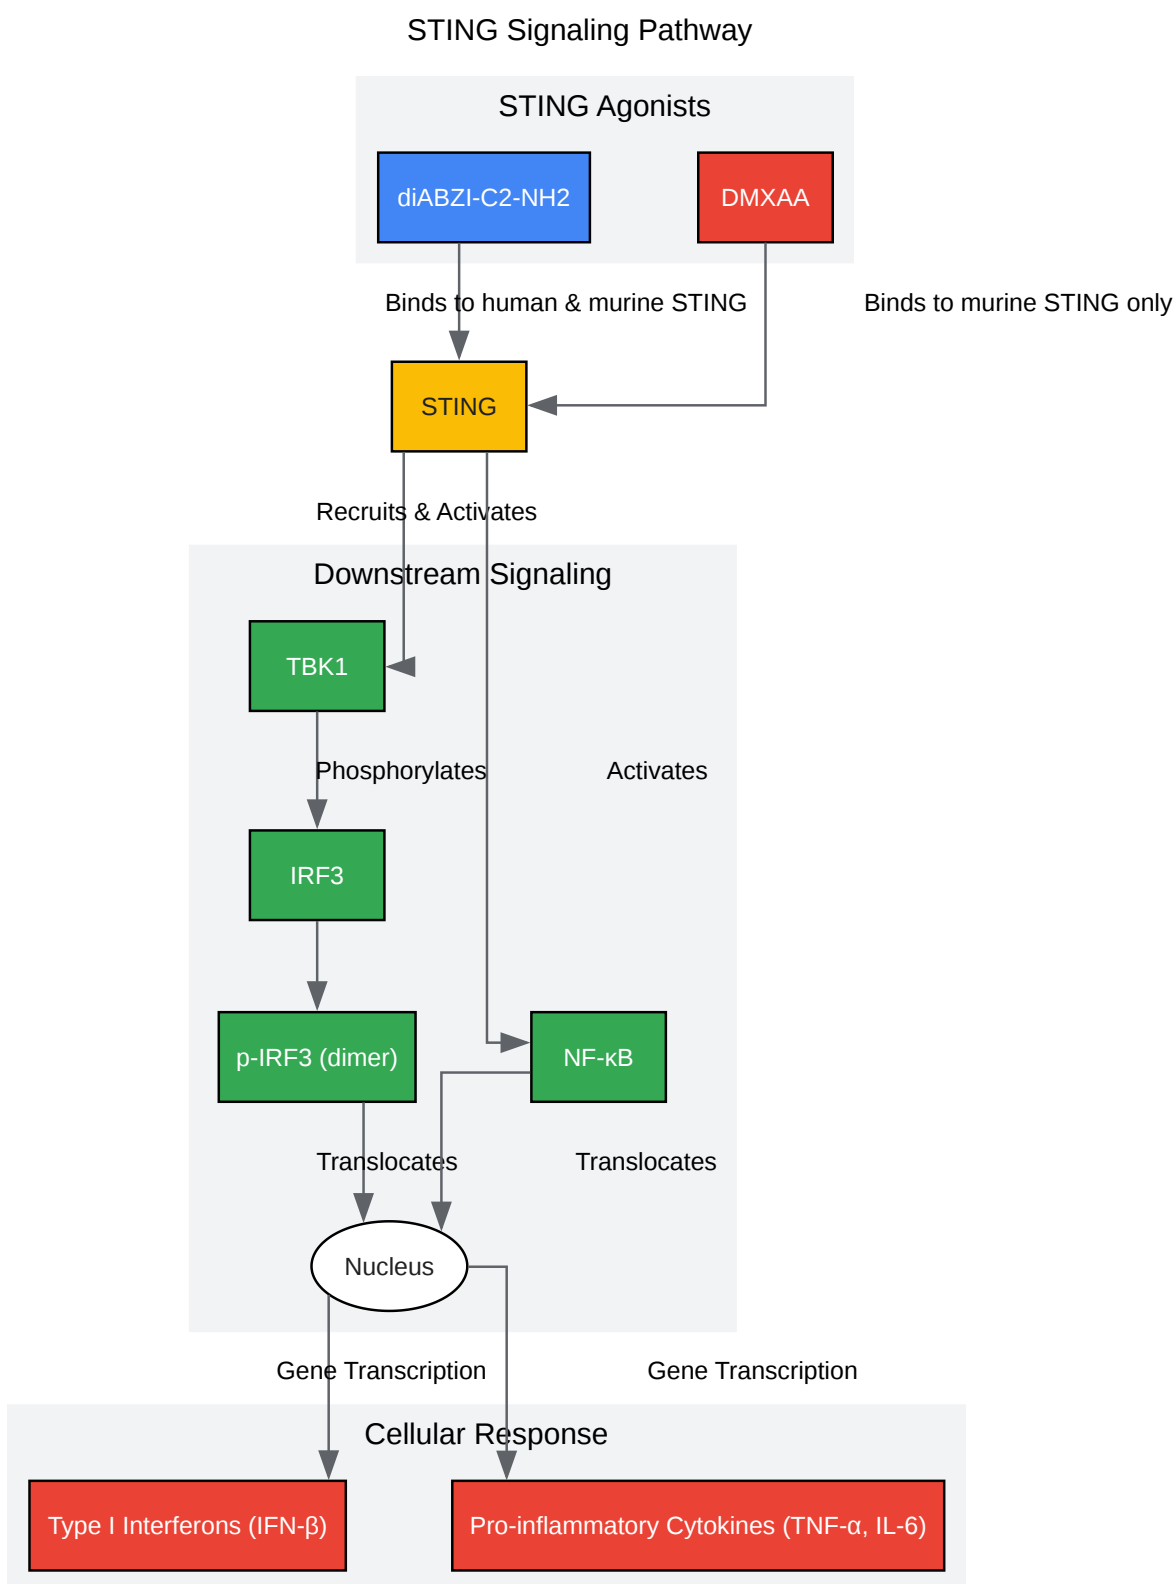 STING Signaling Pathway
STING Agonists
diABZI-C2-NH2
DMXAA
Binds to human & murine STING
Binds to murine STING only
STING
Recruits & Activates
Downstream Signaling
TBK1
Phosphorylates
Activates
IRF3
p-IRF3 (dimer)
NF-κB
Translocates
Translocates
Nucleus
Gene Transcription
Gene Transcription
Cellular Response
Type I Interferons (IFN-β)
Pro-inflammatory Cytokines (TNF-α, IL-6)